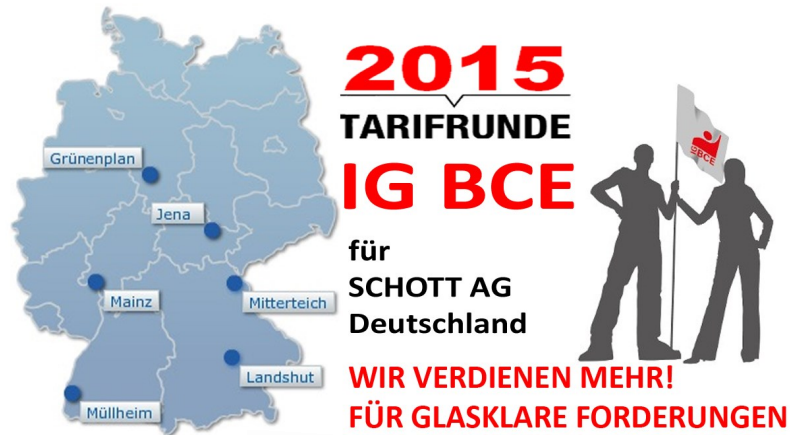 Grünenplan
Jena
Mainz
Mitterteich
Landshut
Müllheim
2015
TARIFRUNDE
IG BCE
für
SCHOTT AG
Deutschland
WIR VERDIENEN MEHR!
FÜR GLASKLARE FORDERUNGEN
IGBCE